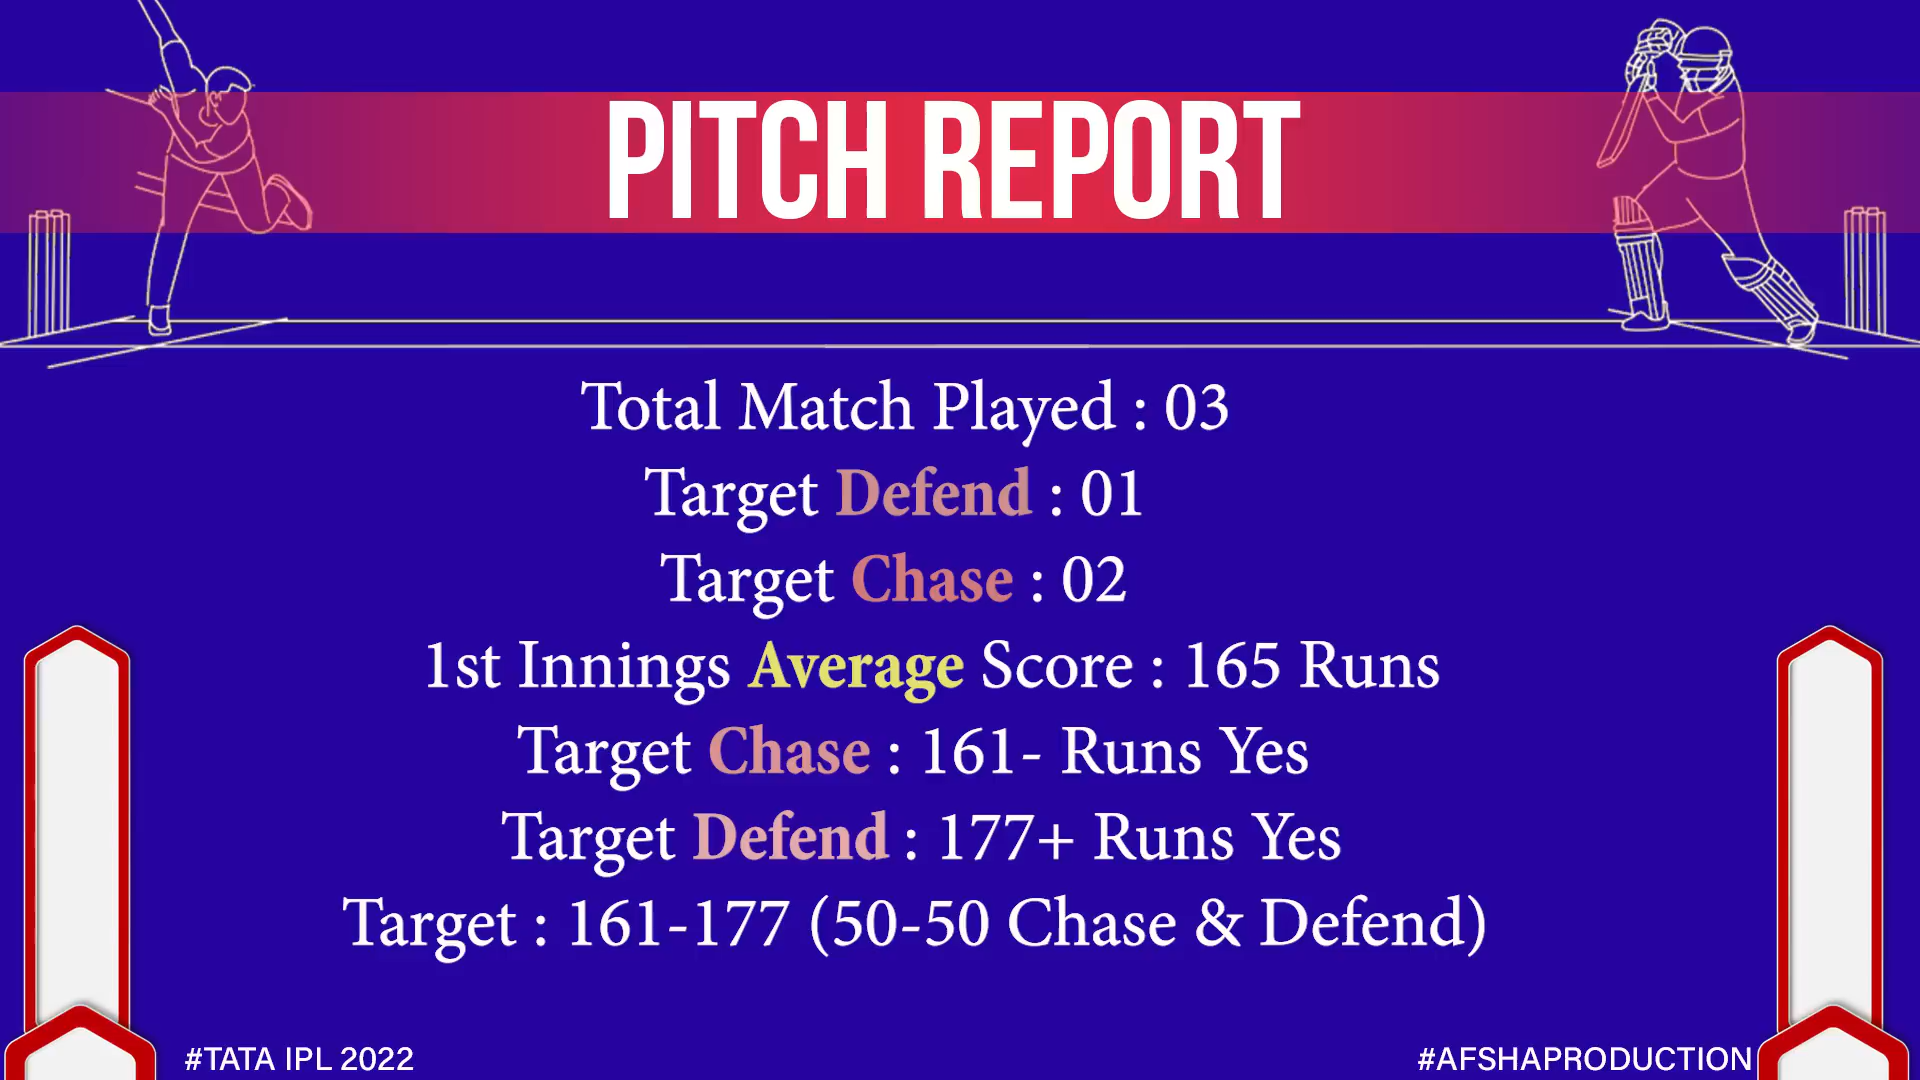 PITCH REPORT
Total Match Played : 03
Target Defend : 01
Target Chase : 02
1st Innings Average Score : 165 Runs
Target Chase : 161- Runs Yes
Target Defend : 177+ Runs Yes
Target : 161-177 (50-50 Chase & Defend)
#TATA IPL 2022
#AFSHAPRODUCTION